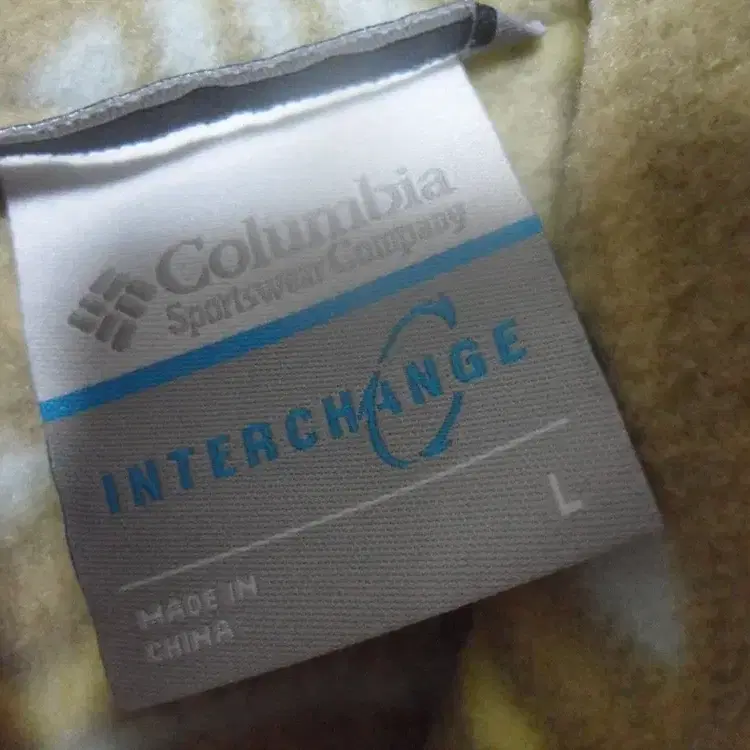 Columbia
Sportswear Company
INTERCHANGE
L
MADE IN
CHINA